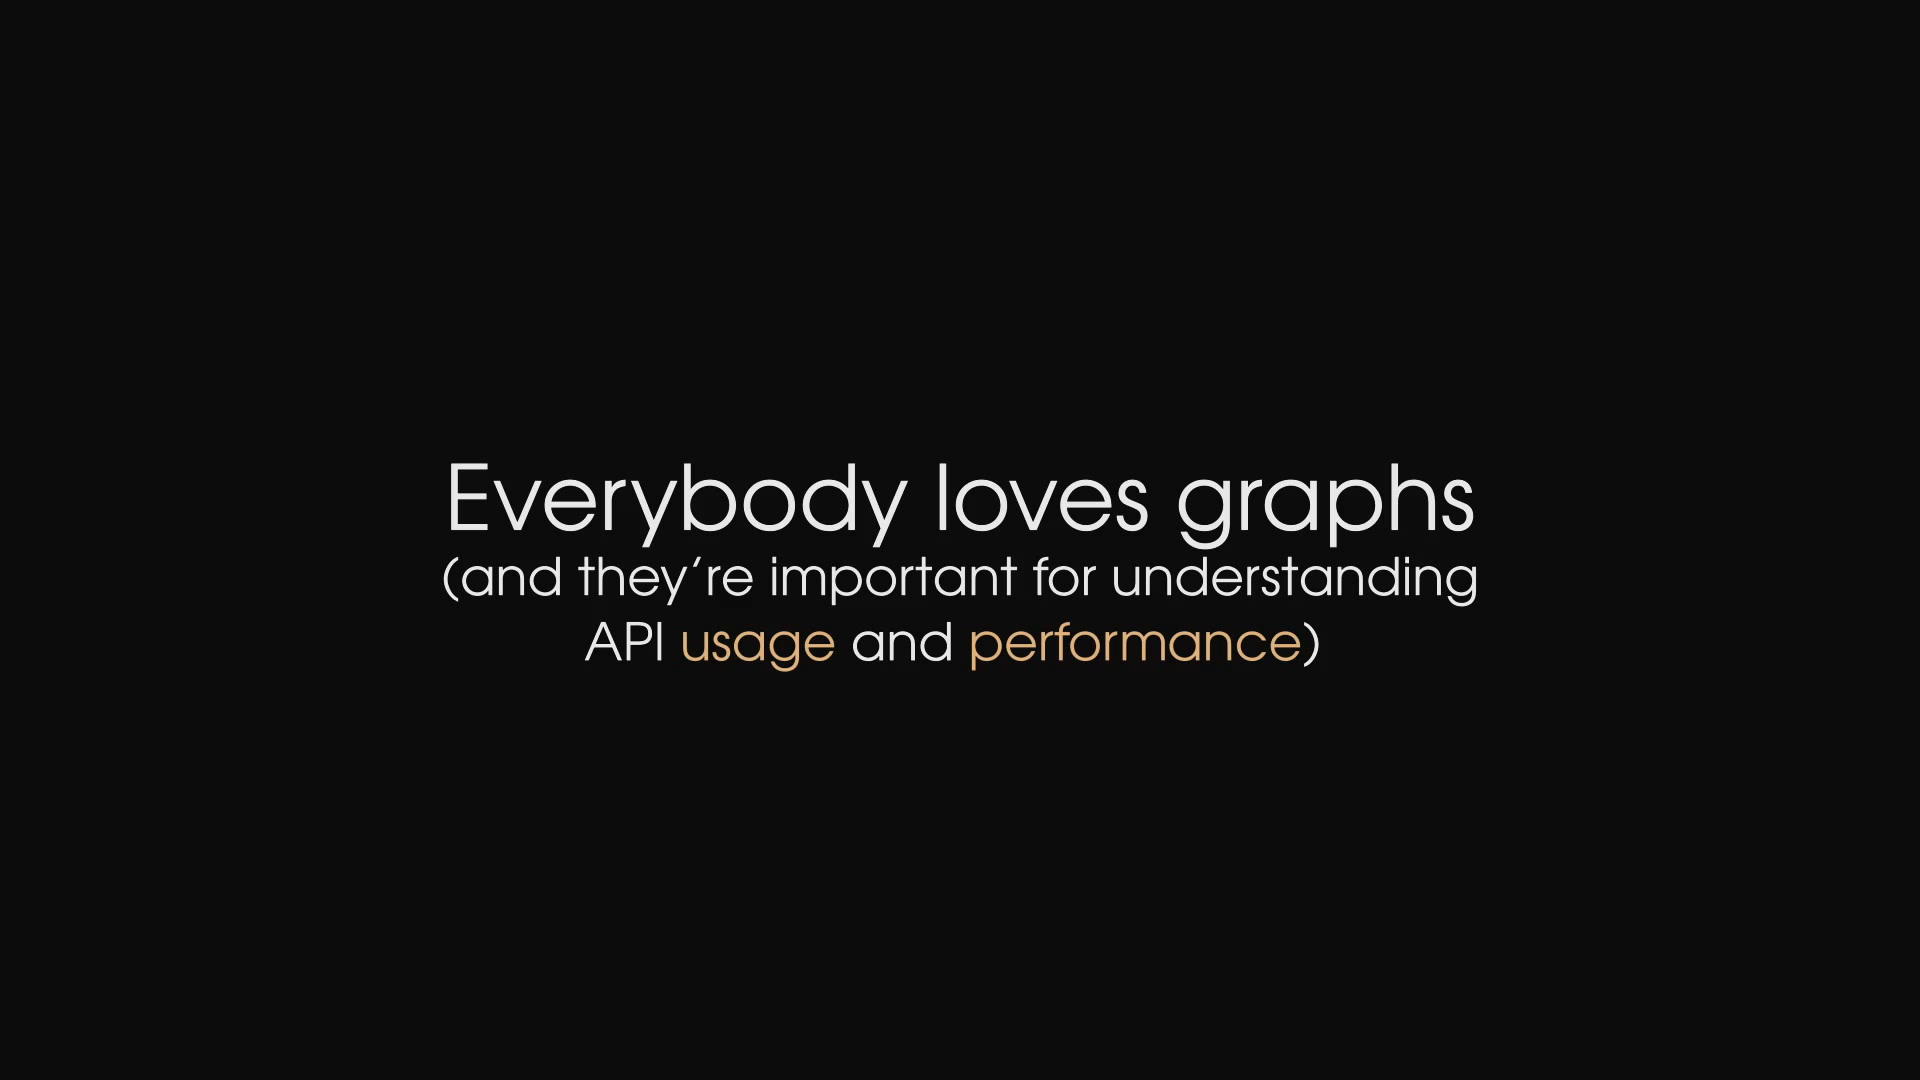 Everybody loves graphs
(and they’re important for understanding
API usage and performance)